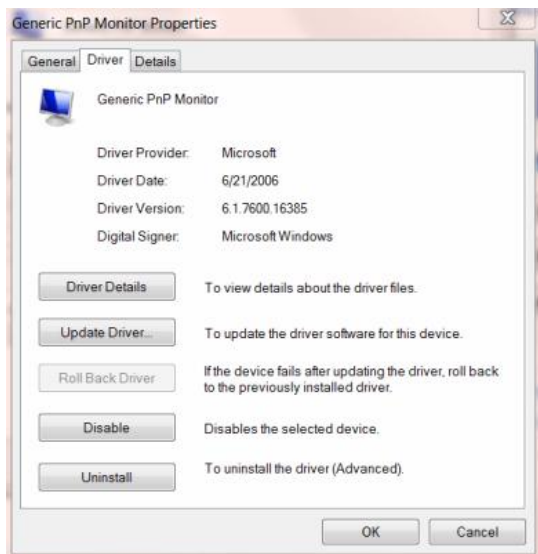 Generic PnP Monitor Properties
General Driver Details
Generic PnP Monitor
Driver Provider: Microsoft
Driver Date: 6/21/2006
Driver Version: 6.1.7600.16385
Digital Signer: Microsoft Windows
Driver Details To view details about the driver files.
Update Driver... To update the driver software for this device.
Roll Back Driver If the device fails after updating the driver, roll back
to the previously installed driver.
Disable Disables the selected device.
Uninstall To uninstall the driver (Advanced).
OK Cancel